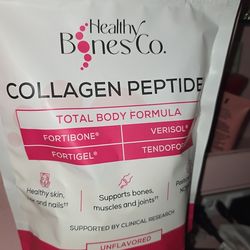 Healthy
Bones Co.
COLLAGEN PEPTIDE
TOTAL BODY FORMULA
FORTIBONE® VERISOL®
FORTIGEL® TENDOFO
Healthy skin,
and nails††
Supports bones,
muscles and joints††
SUPPORTED BY CLINICAL RESEARCH
UNFLAVORED